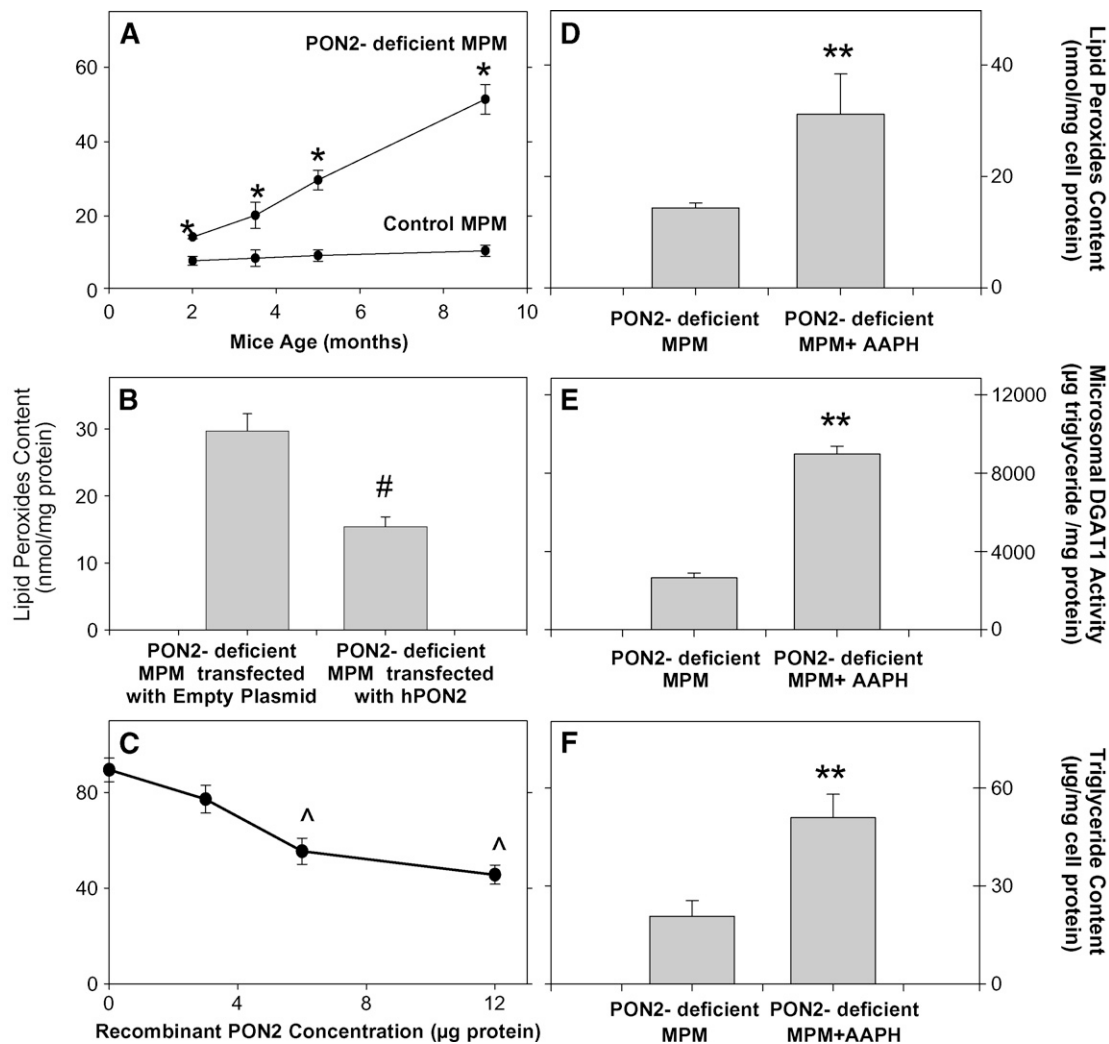 A
PON2- deficient MPM
60
*
*
*
*
40
20
0
Control MPM
0
2
4
6
8
10
Mice Age (months)
B
Lipid Peroxides Content
(nmol/mg protein)
30
20
10
0
#
PON2- deficient
MPM transfected
with Empty Plasmid
PON2- deficient
MPM transfected
with hPON2
C
80
40
0
^
^
0
4
8
12
Recombinant PON2 Concentration (µg protein)
D
**
40
20
0
Lipid Peroxides Content
(nmol/mg cell protein)
PON2- deficient
MPM
PON2- deficient
MPM+ AAPH
E
**
12000
8000
4000
0
Microsomal DGAT1 Activity
(µg triglyceride /mg protein)
PON2- deficient
MPM
PON2- deficient
MPM+ AAPH
F
**
60
30
0
Triglyceride Content
(µg/mg cell protein)
PON2- deficient
MPM
PON2- deficient
MPM+AAPH